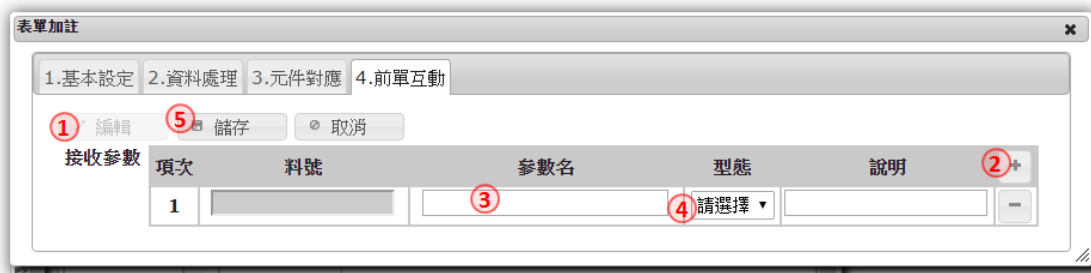 表單加註
1.基本設定 2.資料處理 3.元件對應 4.前單互動
1 編輯 5 儲存 取消
接收參數 項次 料號 參數名 型態 說明 2 +
1 3 4 請選擇 −